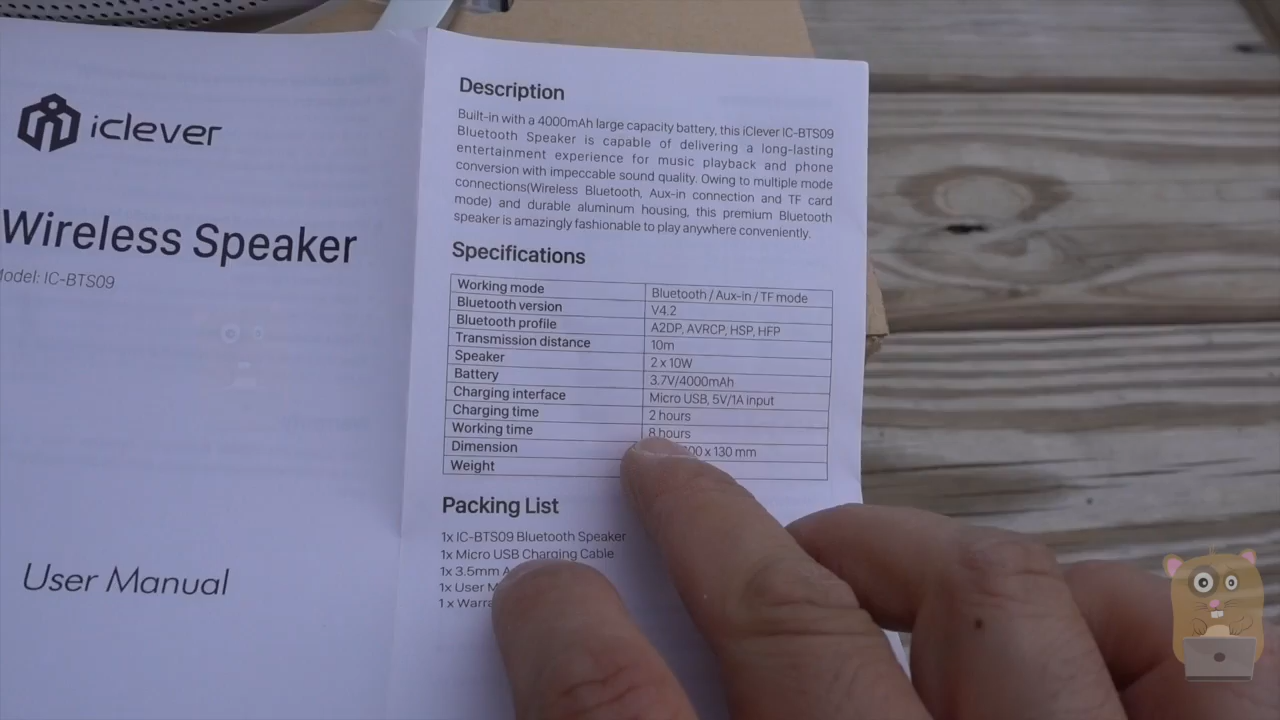 iclever
Wireless Speaker
Model: IC-BTS09
User Manual
Description
Built-in with a 4000mAh large capacity battery, this iClever IC-BTS09
Bluetooth Speaker is capable of delivering a long-lasting
entertainment experience for music playback and phone
conversion with impeccable sound quality. Owing to multiple mode
connections(Wireless Bluetooth, Aux-in connection and TF card
mode) and durable aluminum housing, this premium Bluetooth
speaker is amazingly fashionable to play anywhere conveniently.
Specifications
Working mode Bluetooth / Aux-in / TF mode
Bluetooth version V4.2
Bluetooth profile A2DP, AVRCP, HSP, HFP
Transmission distance 10m
Speaker 2 x 10W
Battery 3.7V/4000mAh
Charging interface Micro USB, 5V/1A input
Charging time 2 hours
Working time 8 hours
Dimension x 130 mm
Weight
Packing List
1x IC-BTS09 Bluetooth Speaker
1x Micro USB Charging Cable
1x 3.5mm
1x User
1 x